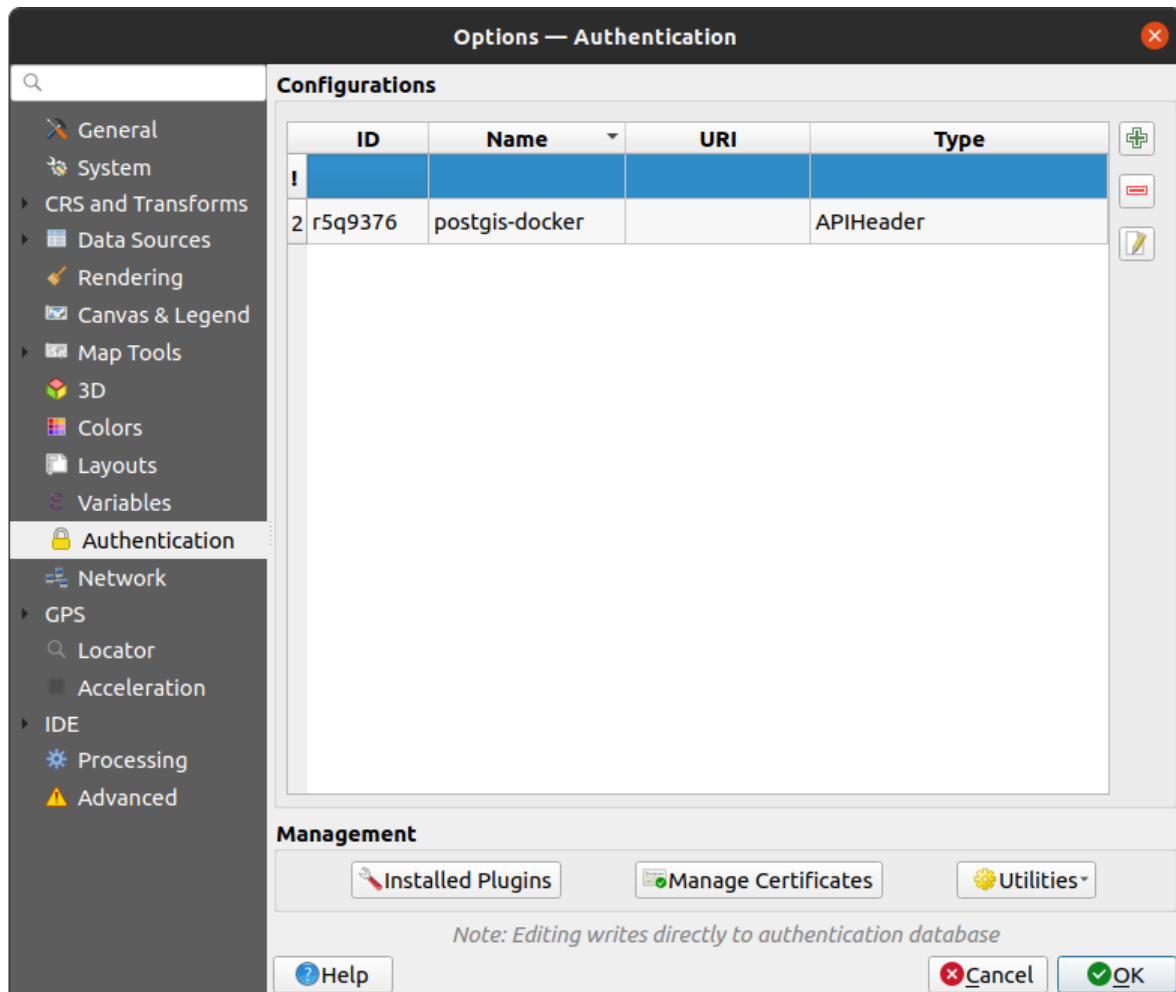 Options — Authentication
Configurations
General
System
CRS and Transforms
Data Sources
Rendering
Canvas & Legend
Map Tools
3D
Colors
Layouts
Variables
Authentication
Network
GPS
Locator
Acceleration
IDE
Processing
Advanced
ID Name URI Type
!
2 r5q9376 postgis-docker APIHeader
Management
Installed Plugins Manage Certificates Utilities
Note: Editing writes directly to authentication database
Help Cancel OK